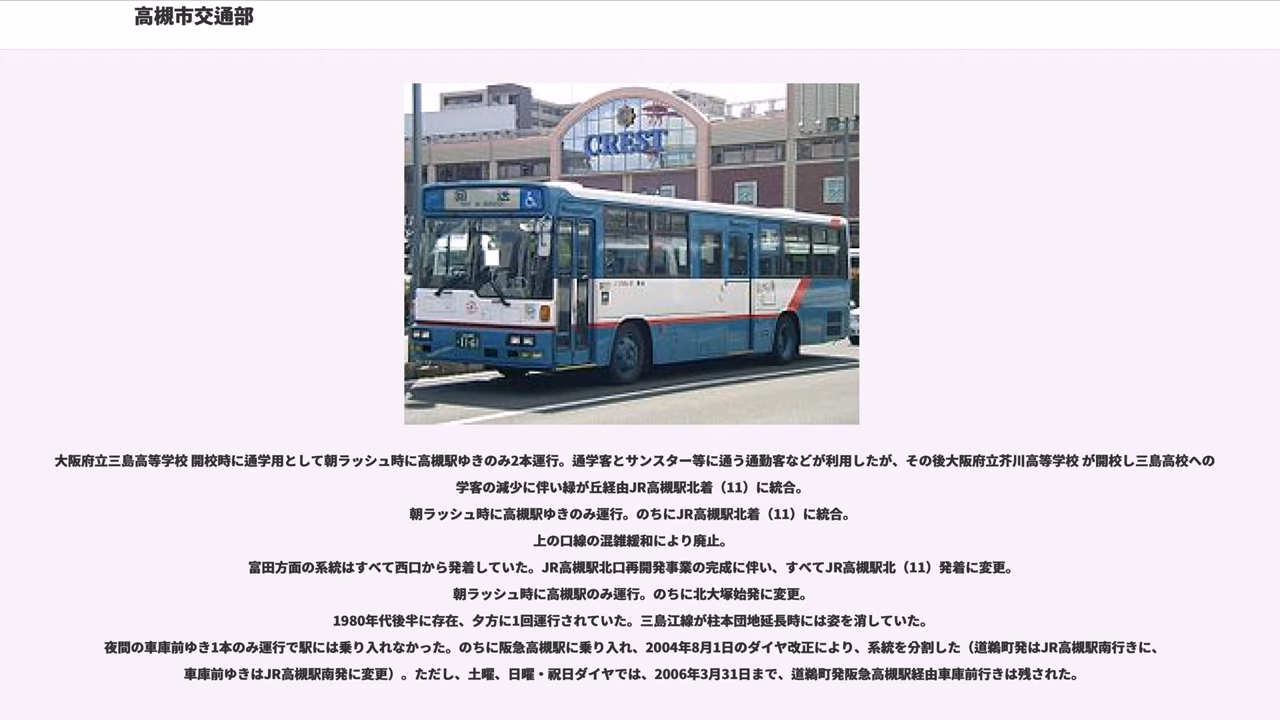 高槻市交通部
CREST
回送
大阪府立三島高等学校 開校時に通学用として朝ラッシュ時に高槻駅ゆきのみ2本運行。通学客とサンスター等に通う通勤客などが利用したが、その後大阪府立芥川高等学校 が開校し三島高校への
学客の減少に伴い緑が丘経由JR高槻駅北着（11）に統合。
朝ラッシュ時に高槻駅ゆきのみ運行。のちにJR高槻駅北着（11）に統合。
上の口線の混雑緩和により廃止。
富田方面の系統はすべて西口から発着していた。JR高槻駅北口再開発事業の完成に伴い、すべてJR高槻駅北（11）発着に変更。
朝ラッシュ時に高槻駅のみ運行。のちに北大塚始発に変更。
1980年代後半に存在、夕方に1回運行されていた。三島江線が柱本団地延長時には姿を消していた。
夜間の車庫前ゆき1本のみ運行で駅には乗り入れなかった。のちに阪急高槻駅に乗り入れ、2004年8月1日のダイヤ改正により、系統を分割した（道鵜町発はJR高槻駅南行きに、
車庫前ゆきはJR高槻駅南発に変更）。ただし、土曜、日曜・祝日ダイヤでは、2006年3月31日まで、道鵜町発阪急高槻駅経由車庫前行きは残された。